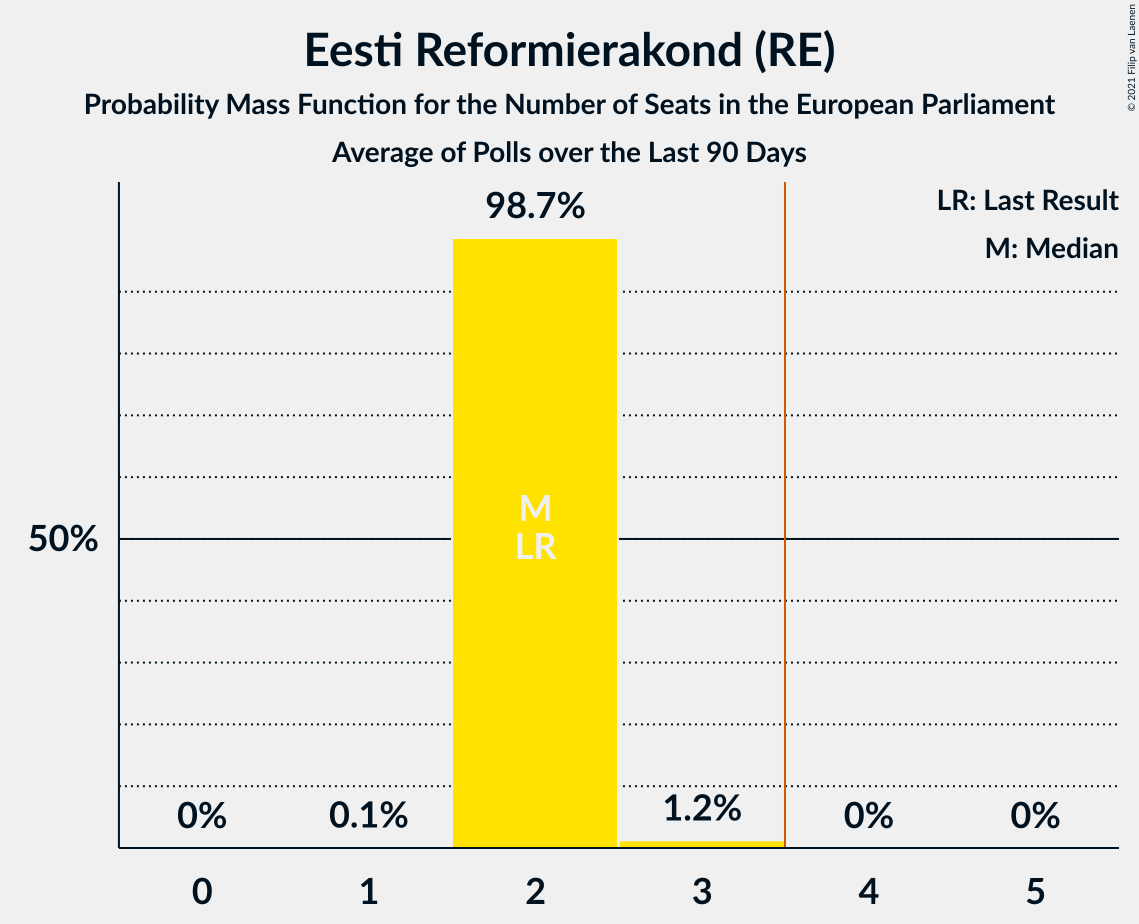 Eesti Reformierakond (RE)
Probability Mass Function for the Number of Seats in the European Parliament
Average of Polls over the Last 90 Days
© 2021 Filip van Laenen
LR: Last Result
M: Median
98.7%
M
LR
50%
0%
0.1%
1.2%
0%
0%
0
1
2
3
4
5